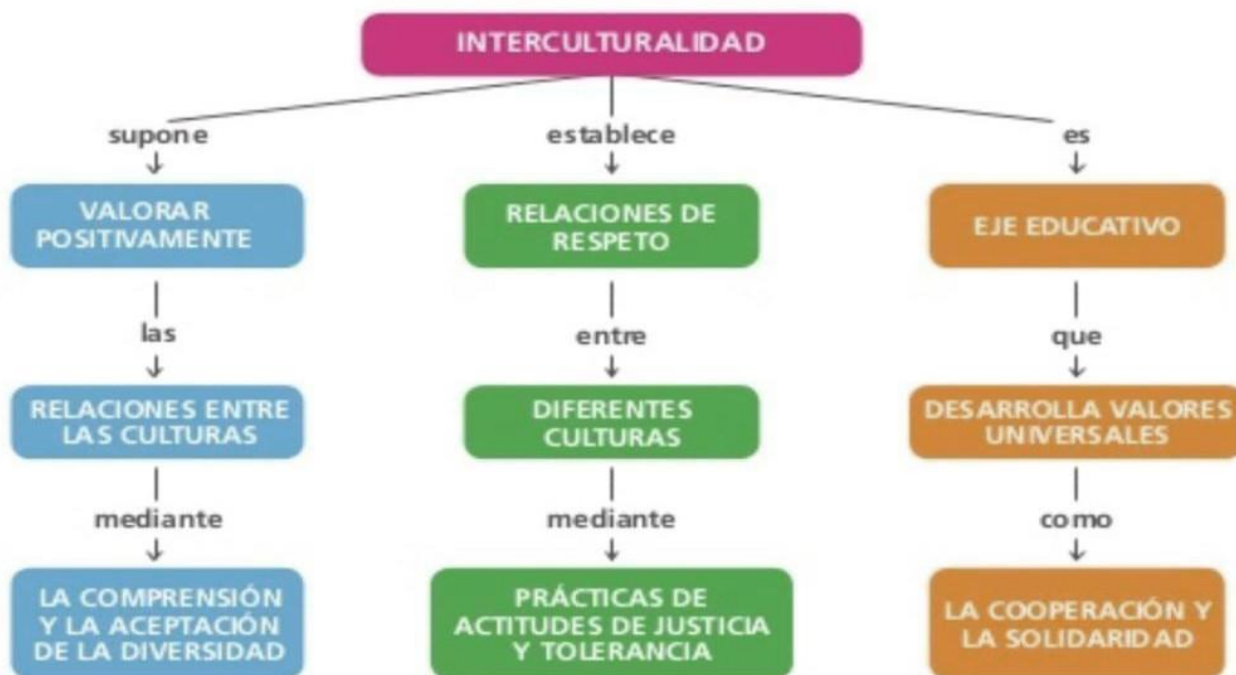 INTERCULTURALIDAD
supone
establece
es
VALORAR
POSITIVAMENTE
RELACIONES DE
RESPETO
EJE EDUCATIVO
las
entre
que
RELACIONES ENTRE
LAS CULTURAS
DIFERENTES
CULTURAS
DESARROLLA VALORES
UNIVERSALES
mediante
mediante
como
LA COMPRENSIÓN
Y LA ACEPTACIÓN
DE LA DIVERSIDAD
PRÁCTICAS DE
ACTITUDES DE JUSTICIA
Y TOLERANCIA
LA COOPERACIÓN Y
LA SOLIDARIDAD